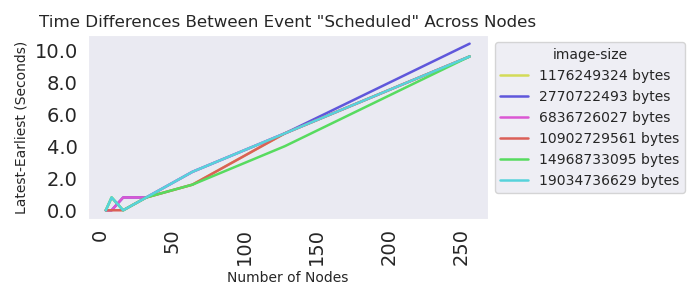 Time Differences Between Event "Scheduled" Across Nodes
Latest-Earliest (Seconds)
10.0
8.0
6.0
4.0
2.0
0.0
0
50
100
150
200
250
Number of Nodes
image-size
1176249324 bytes
2770722493 bytes
6836726027 bytes
10902729561 bytes
14968733095 bytes
19034736629 bytes